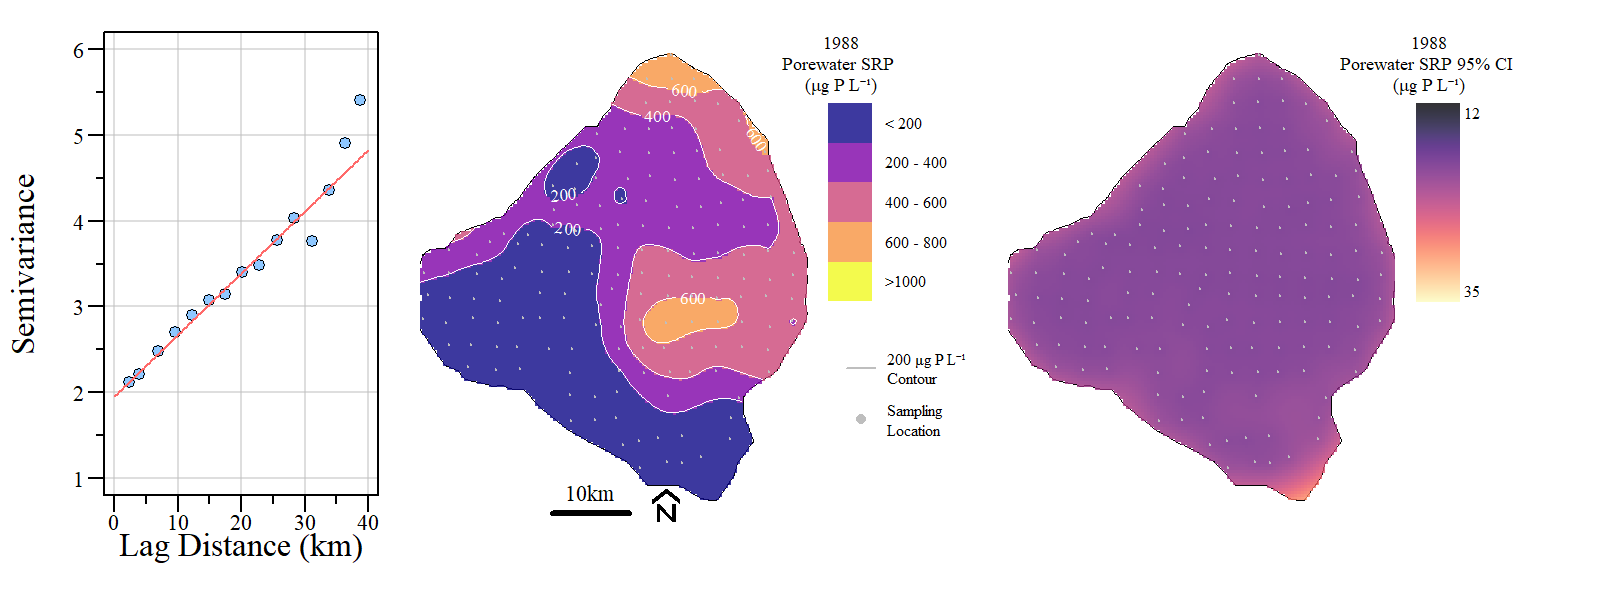 Semivariance
6
5
4
3
2
1
0
10
20
30
40
Lag Distance (km)
600
400
600
200
200
600
10km
N
1988
Porewater SRP
(µg P L⁻¹)
< 200
200 - 400
400 - 600
600 - 800
>1000
200 µg P L⁻¹
Contour
Sampling
Location
1988
Porewater SRP 95% CI
(µg P L⁻¹)
12
35